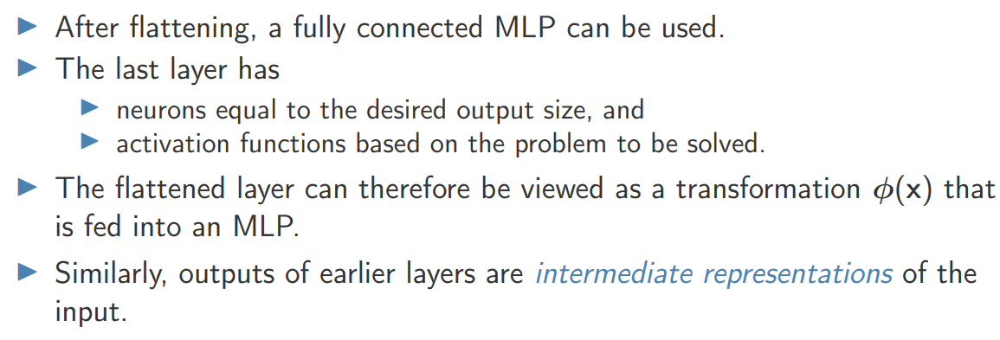 ▶ After flattening, a fully connected MLP can be used.
▶ The last layer has
▶ neurons equal to the desired output size, and
▶ activation functions based on the problem to be solved.
▶ The flattened layer can therefore be viewed as a transformation ϕ(x) that
is fed into an MLP.
▶ Similarly, outputs of earlier layers are intermediate representations of the
input.